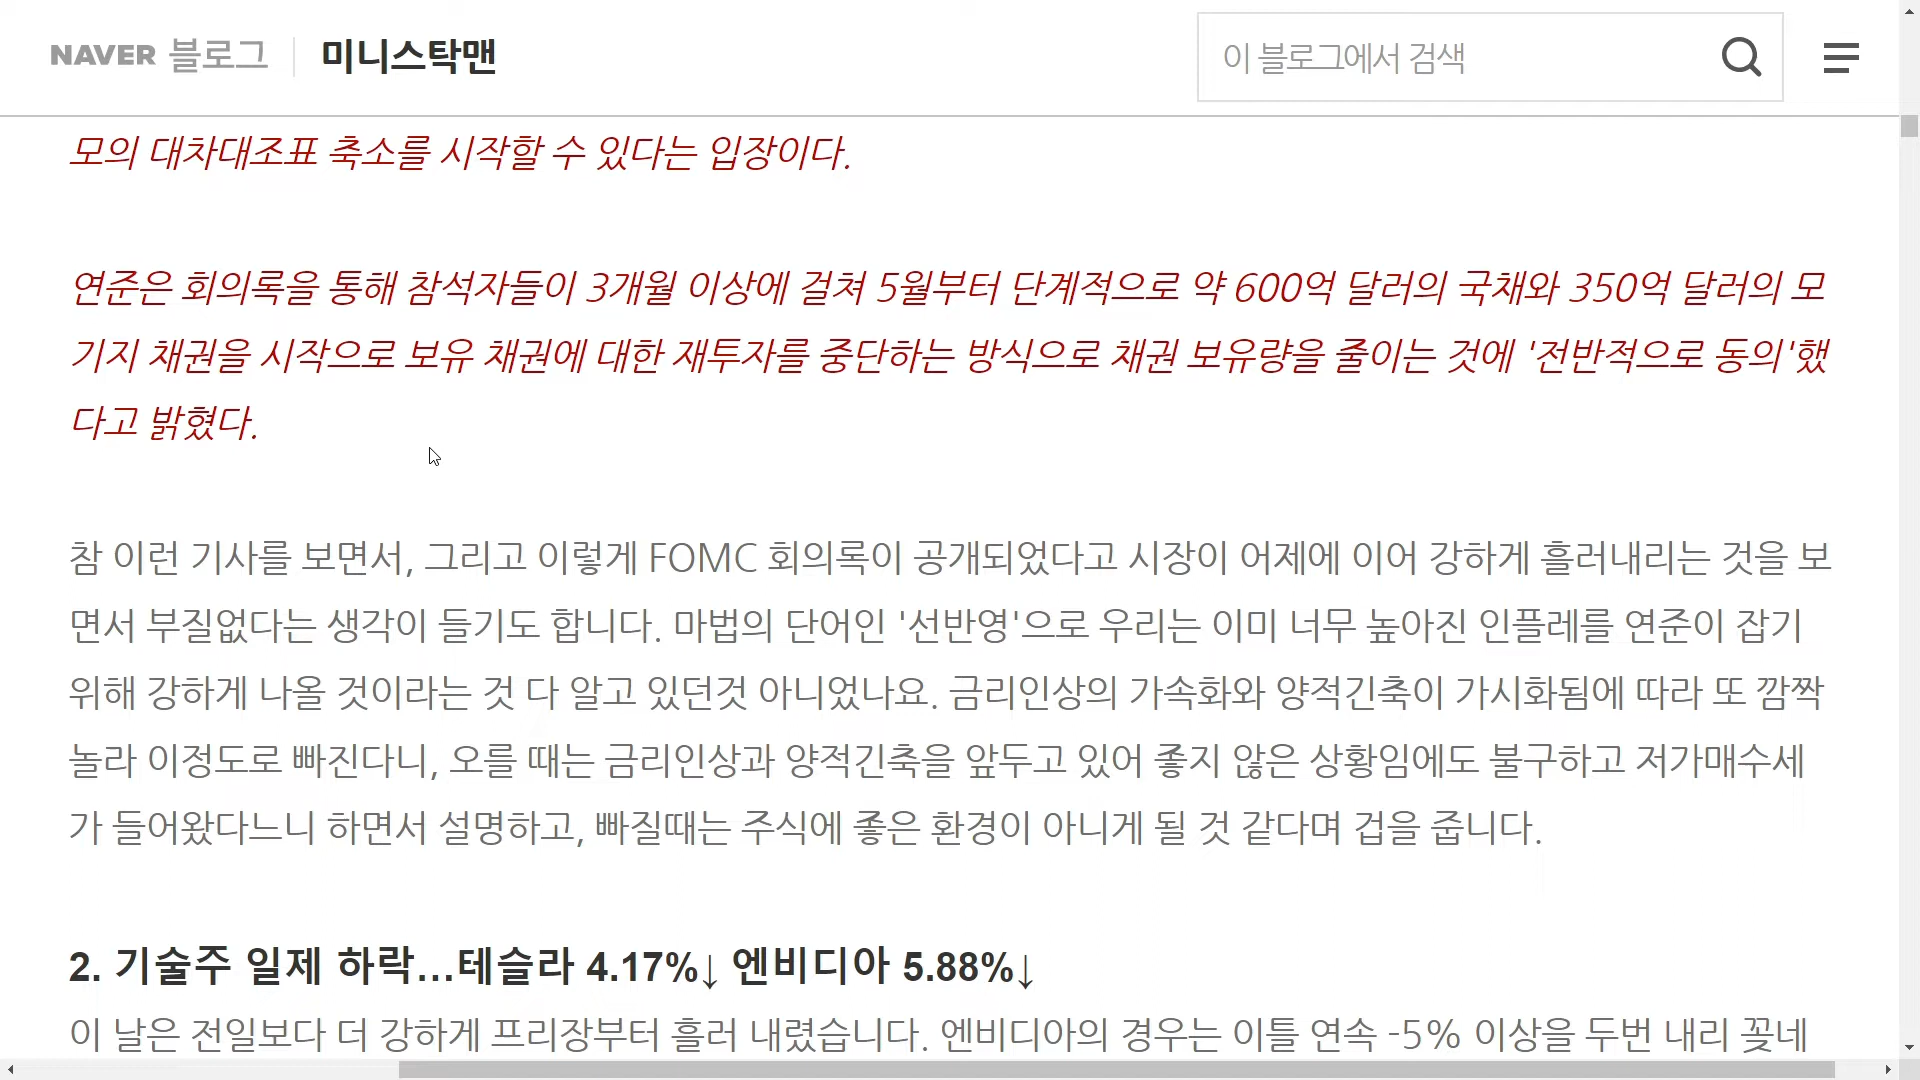 NAVER 블로그 미니스탁맨
이 블로그에서 검색
모의 대차대조표 축소를 시작할 수 있다는 입장이다.
연준은 회의록을 통해 참석자들이 3개월 이상에 걸쳐 5월부터 단계적으로 약 600억 달러의 국채와 350억 달러의 모
기지 채권을 시작으로 보유 채권에 대한 재투자를 중단하는 방식으로 채권 보유량을 줄이는 것에 '전반적으로 동의'했
다고 밝혔다.
참 이런 기사를 보면서, 그리고 이렇게 FOMC 회의록이 공개되었다고 시장이 어제에 이어 강하게 흘러내리는 것을 보
면서 부질없다는 생각이 들기도 합니다. 마법의 단어인 '선반영'으로 우리는 이미 너무 높아진 인플레를 연준이 잡기
위해 강하게 나올 것이라는 것 다 알고 있던것 아니었나요. 금리인상의 가속화와 양적긴축이 가시화됨에 따라 또 깜짝
놀라 이정도로 빠진다니, 오를 때는 금리인상과 양적긴축을 앞두고 있어 좋지 않은 상황임에도 불구하고 저가매수세
가 들어왔다느니 하면서 설명하고, 빠질때는 주식에 좋은 환경이 아니게 될 것 같다며 겁을 줍니다.
2. 기술주 일제 하락…테슬라 4.17%↓ 엔비디아 5.88%↓
이 날은 전일보다 더 강하게 프리장부터 흘러 내렸습니다. 엔비디아의 경우는 이틀 연속 -5% 이상을 두번 내리 꽂네